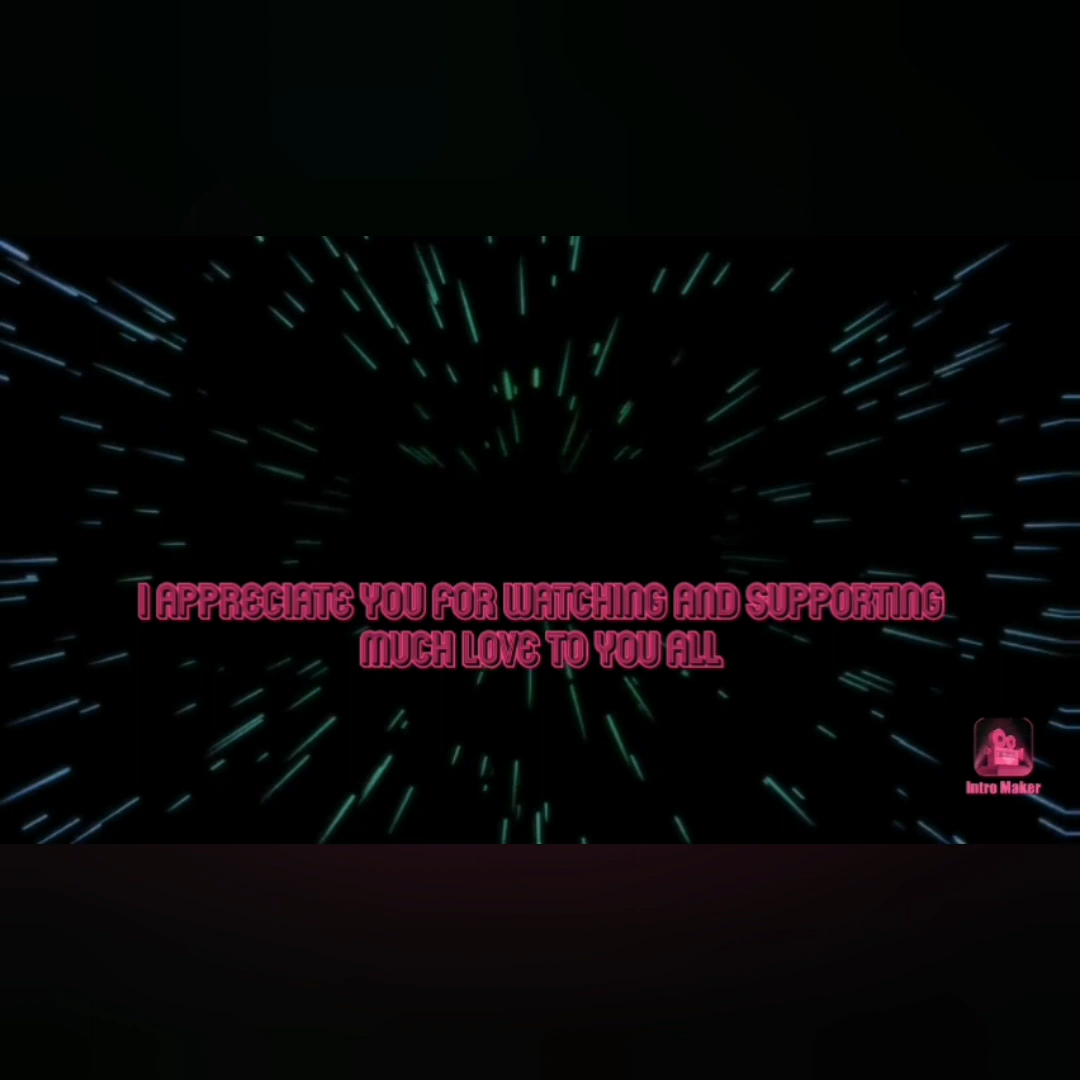 I APPRECIATE YOU FOR WATCHING AND SUPPORTING
MUCH LOVE TO YOU ALL
Intro Maker